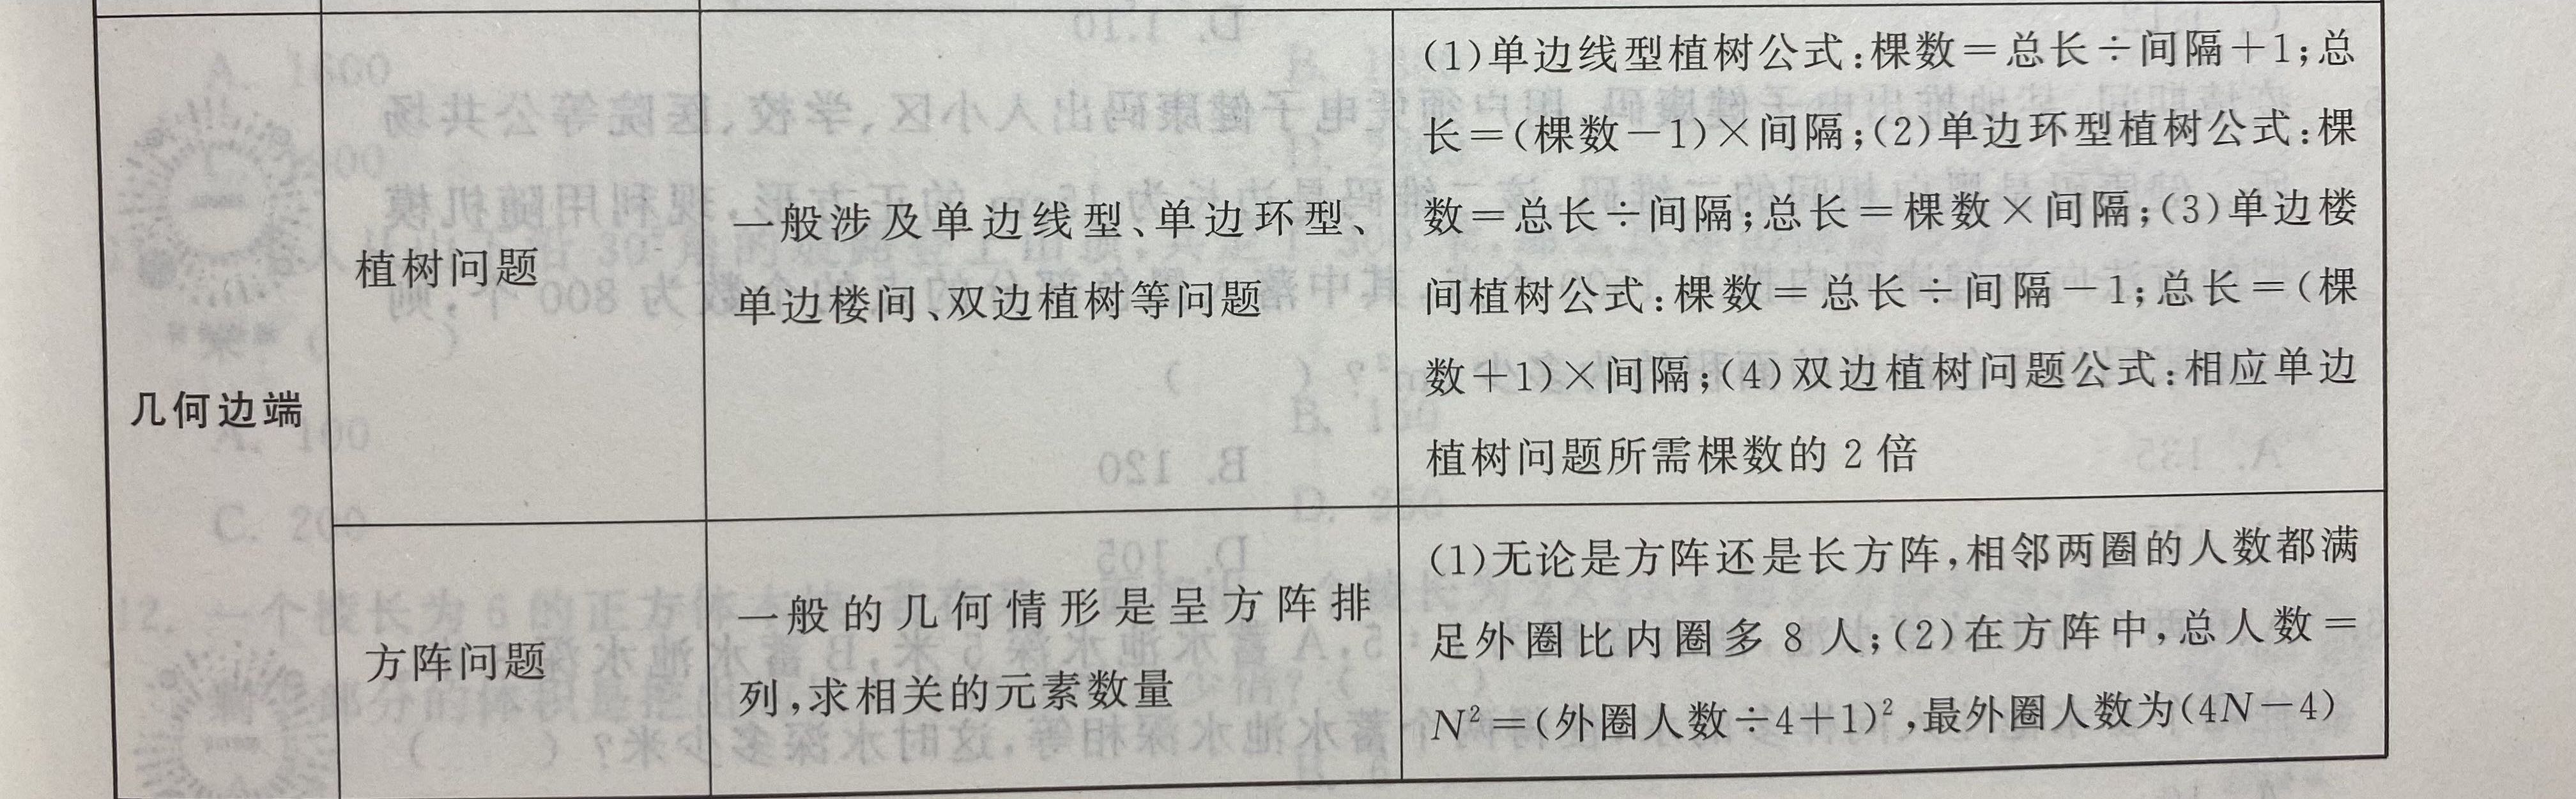 几何边端
植树问题
一般涉及单边线型、单边环型、
单边楼间、双边植树等问题
(1)单边线型植树公式:棵数=总长÷间隔+1;总
长=(棵数-1)×间隔;(2)单边环型植树公式:棵
数=总长÷间隔;总长=棵数×间隔;(3)单边楼
间植树公式:棵数=总长÷间隔-1;总长=(棵
数+1)×间隔;(4)双边植树问题公式:相应单边
植树问题所需棵数的 2 倍
方阵问题
一般的几何情形是呈方阵排
列,求相关的元素数量
(1)无论是方阵还是长方阵,相邻两圈的人数都满
足外圈比内圈多 8 人;(2)在方阵中,总人数=
N²=(外圈人数÷4+1)²,最外圈人数为(4N-4)